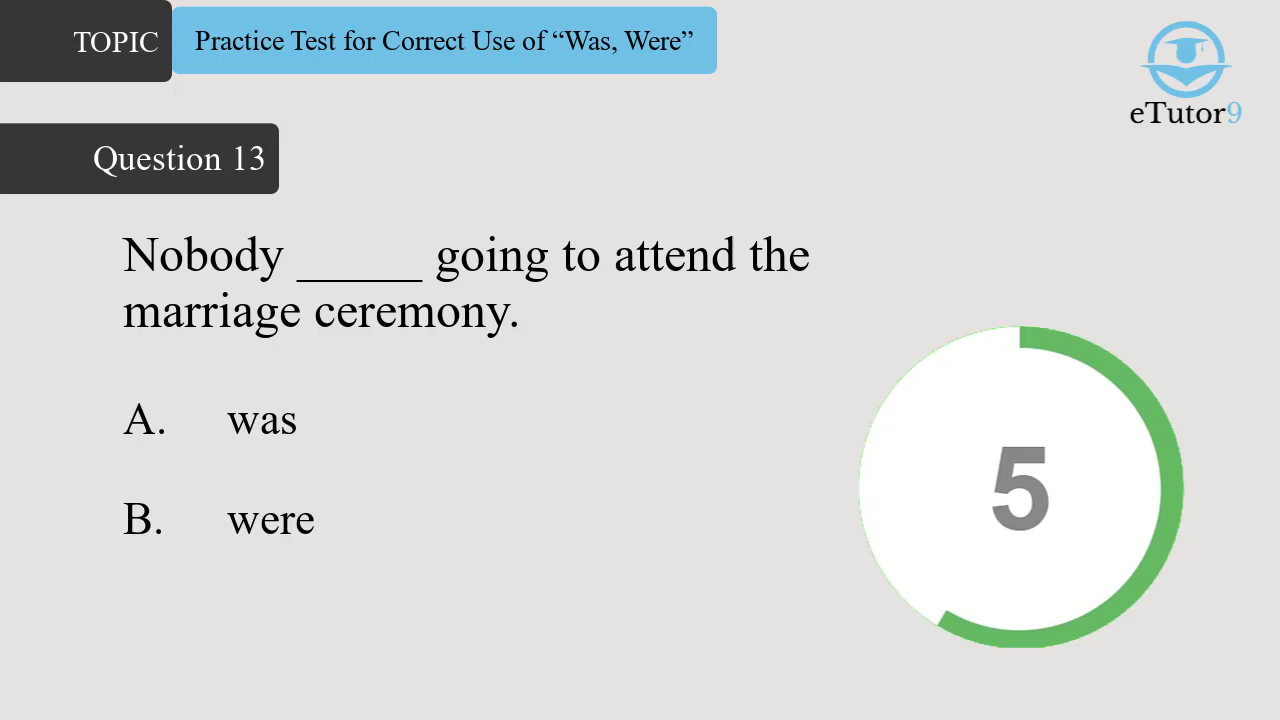 TOPIC
Practice Test for Correct Use of “Was, Were”
eTutor9
Question 13
Nobody _____ going to attend the
marriage ceremony.
A. was
B. were
5